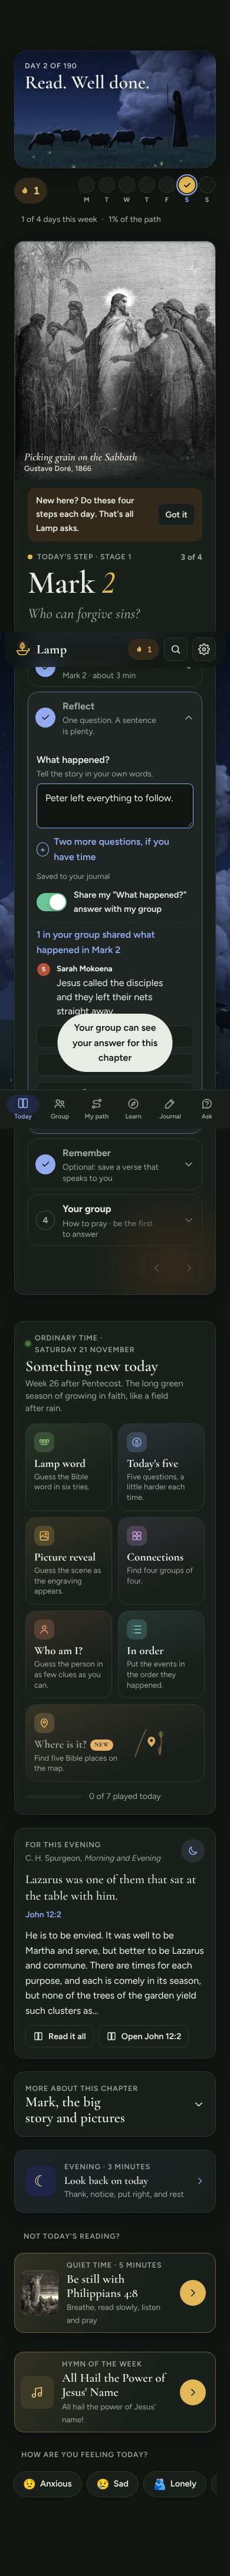 DAY 2 OF 190
Read. Well done.
1
M T W T F S S
1 of 4 days this week · 1% of the path
Picking grain on the Sabbath
Gustave Doré, 1866
New here? Do these four
steps each day. That's all
Lamp asks.
Got it
TODAY'S STEP · STAGE 1
3 of 4
Mark 2
Who can forgive sins?
Lamp
1
Mark 2 · about 3 min
Reflect
One question. A sentence
is plenty.
What happened?
Tell the story in your own words.
Peter left everything to follow.
Two more questions, if you
have time
Saved to your journal
Share my "What happened?"
answer with my group
1 in your group shared what
happened in Mark 2
S
Sarah Mokoena
Jesus called the disciples
and they left their nets
straight away
Your group can see
your answer for this
chapter
Today
Group
My path
Learn
Journal
Ask
Remember
Optional: save a verse that
speaks to you
4
Your group
How to pray · be the first
to answer
ORDINARY TIME ·
SATURDAY 21 NOVEMBER
Something new today
Week 26 after Pentecost. The long green
season of growing in faith, like a field
after rain.
Lamp word
Guess the Bible
word in six tries.
Today's five
Five questions, a
little harder each
time.
Picture reveal
Guess the scene as
the engraving
appears.
Connections
Find four groups of
four.
Who am I?
Guess the person in
as few clues as you
can.
In order
Put the events in
the order they
happened.
Where is it? NEW
Find five Bible places on
the map.
0 of 7 played today
FOR THIS EVENING
C. H. Spurgeon, Morning and Evening
Lazarus was one of them that sat at
the table with him.
John 12:2
He is to be envied. It was well to be
Martha and serve, but better to be Lazarus
and commune. There are times for each
purpose, and each is comely in its season,
but none of the trees of the garden yield
such clusters as…
Read it all
Open John 12:2
MORE ABOUT THIS CHAPTER
Mark, the big
story and pictures
EVENING · 3 MINUTES
Look back on today
Thank, notice, put right, and rest
NOT TODAY'S READING?
QUIET TIME · 5 MINUTES
Be still with
Philippians 4:8
Breathe, read slowly, listen
and pray
HYMN OF THE WEEK
All Hail the Power of
Jesus' Name
All hail the power of Jesus'
name!
HOW ARE YOU FEELING TODAY?
Anxious
Sad
Lonely